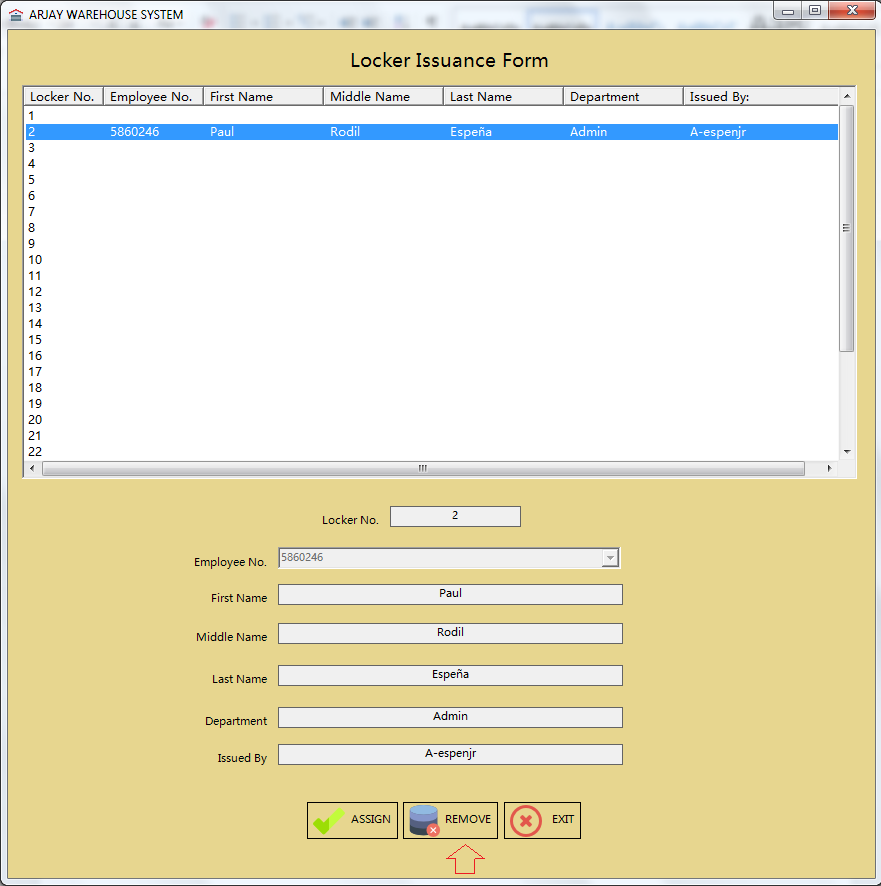 ARJAY WAREHOUSE SYSTEM
Locker Issuance Form
Locker No. Employee No. First Name Middle Name Last Name Department Issued By:
1
2 5860246 Paul Rodil Espeña Admin A-espenjr
3
4
5
6
7
8
9
10
11
12
13
14
15
16
17
18
19
20
21
22
Locker No. 2
Employee No. 5860246
First Name Paul
Middle Name Rodil
Last Name Espeña
Department Admin
Issued By A-espenjr
ASSIGN REMOVE EXIT